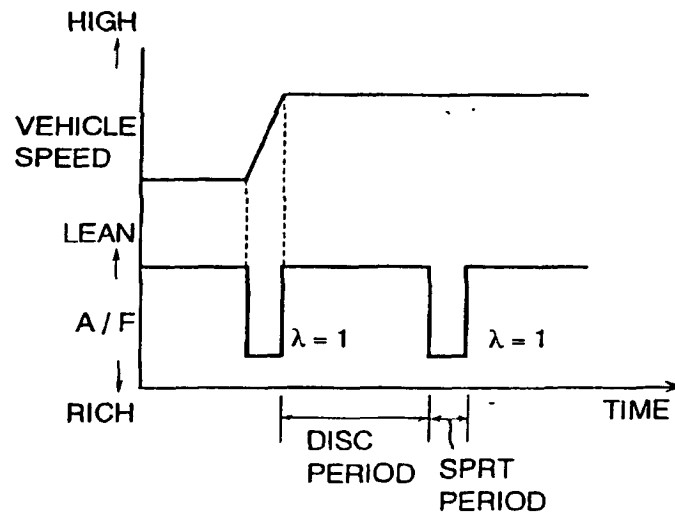 HIGH
VEHICLE
SPEED
LEAN
A / F
λ = 1
λ = 1
RICH
TIME
DISC
PERIOD
SPRT
PERIOD